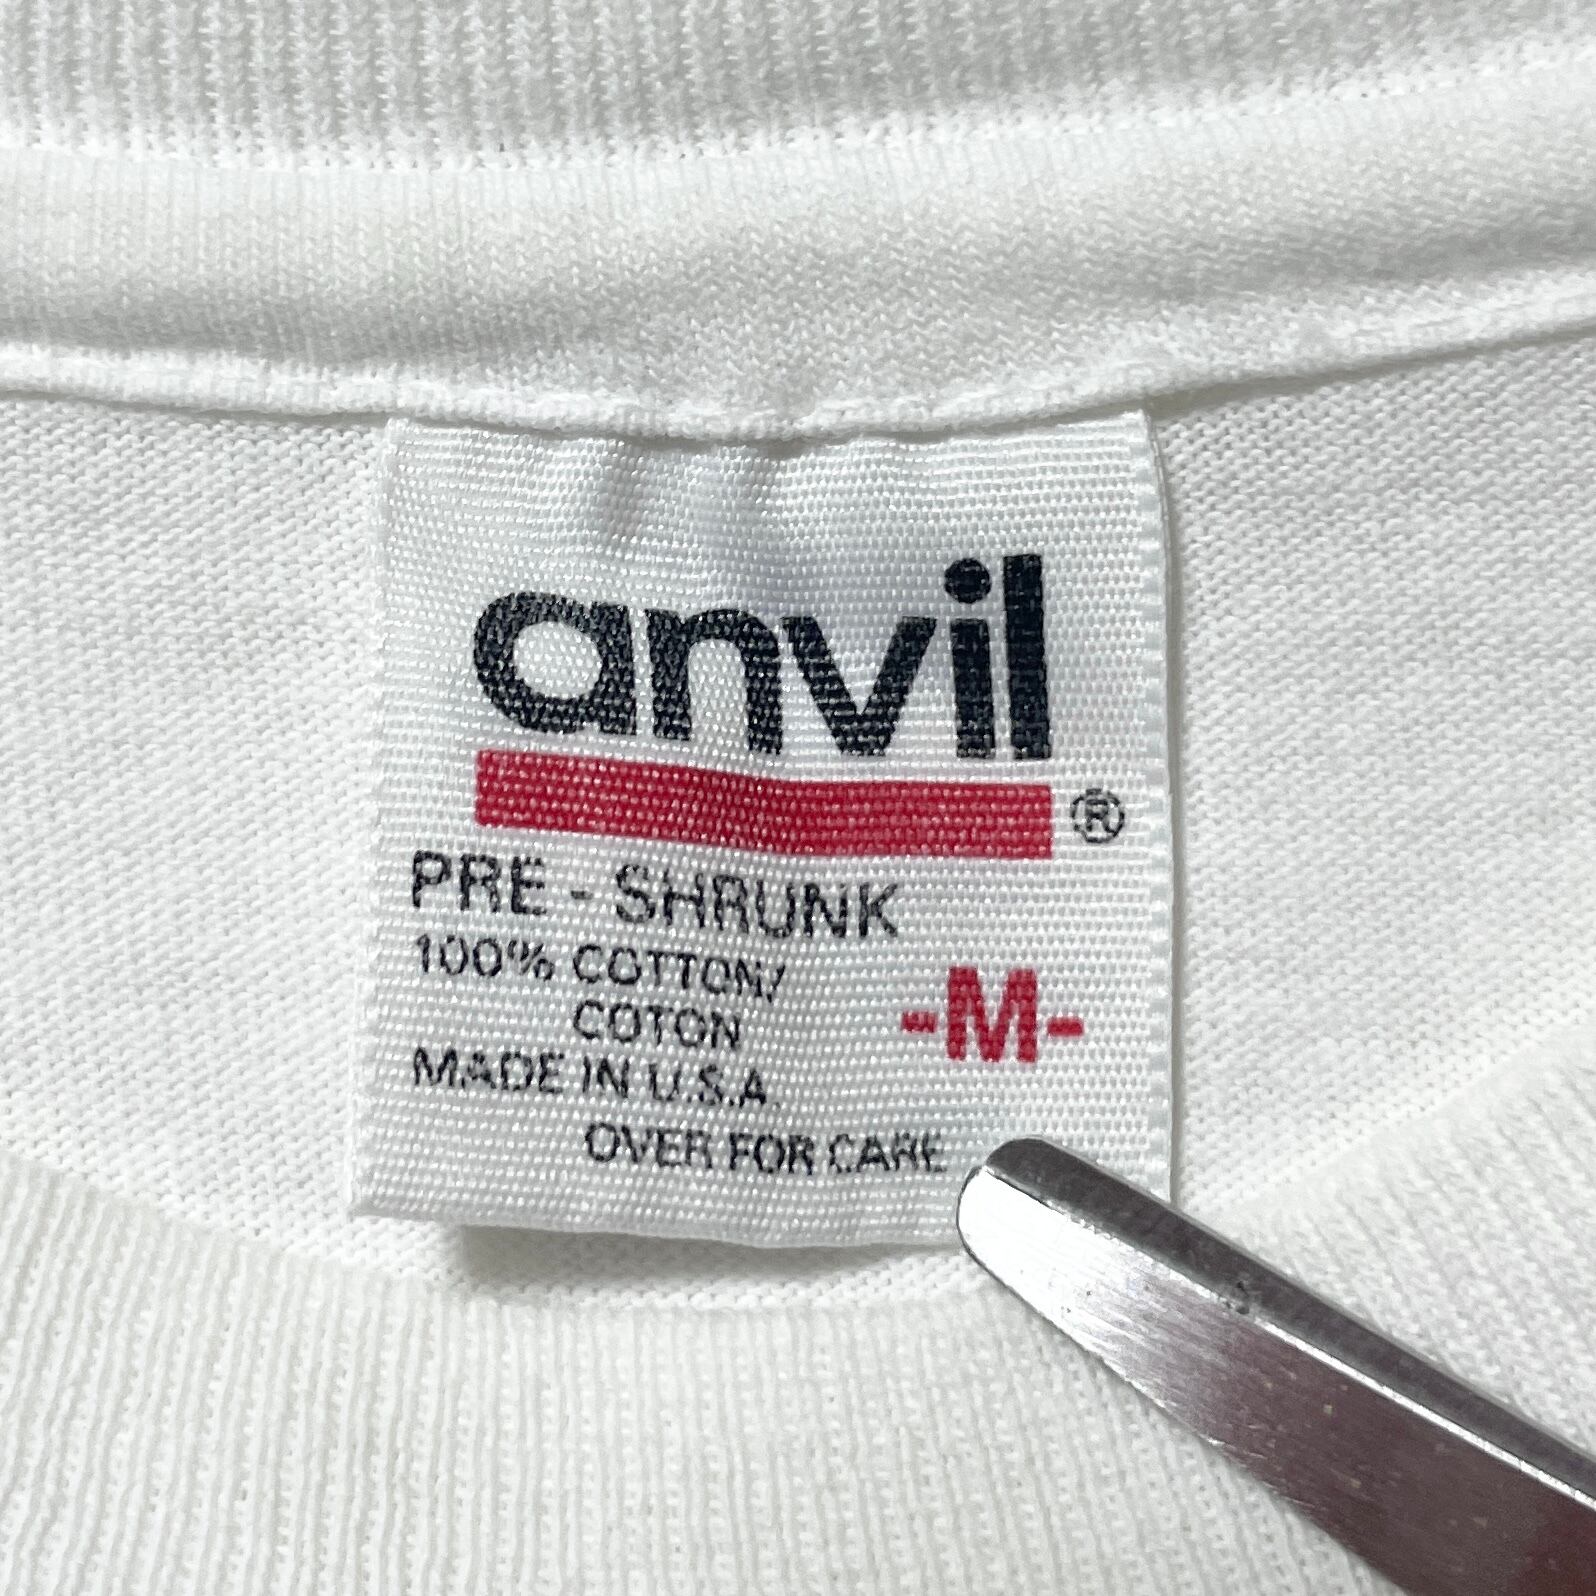 anvil
®
PRE-SHRUNK
100% COTTON/
COTON
-M-
MADE IN U.S.A.
OVER FOR CARE